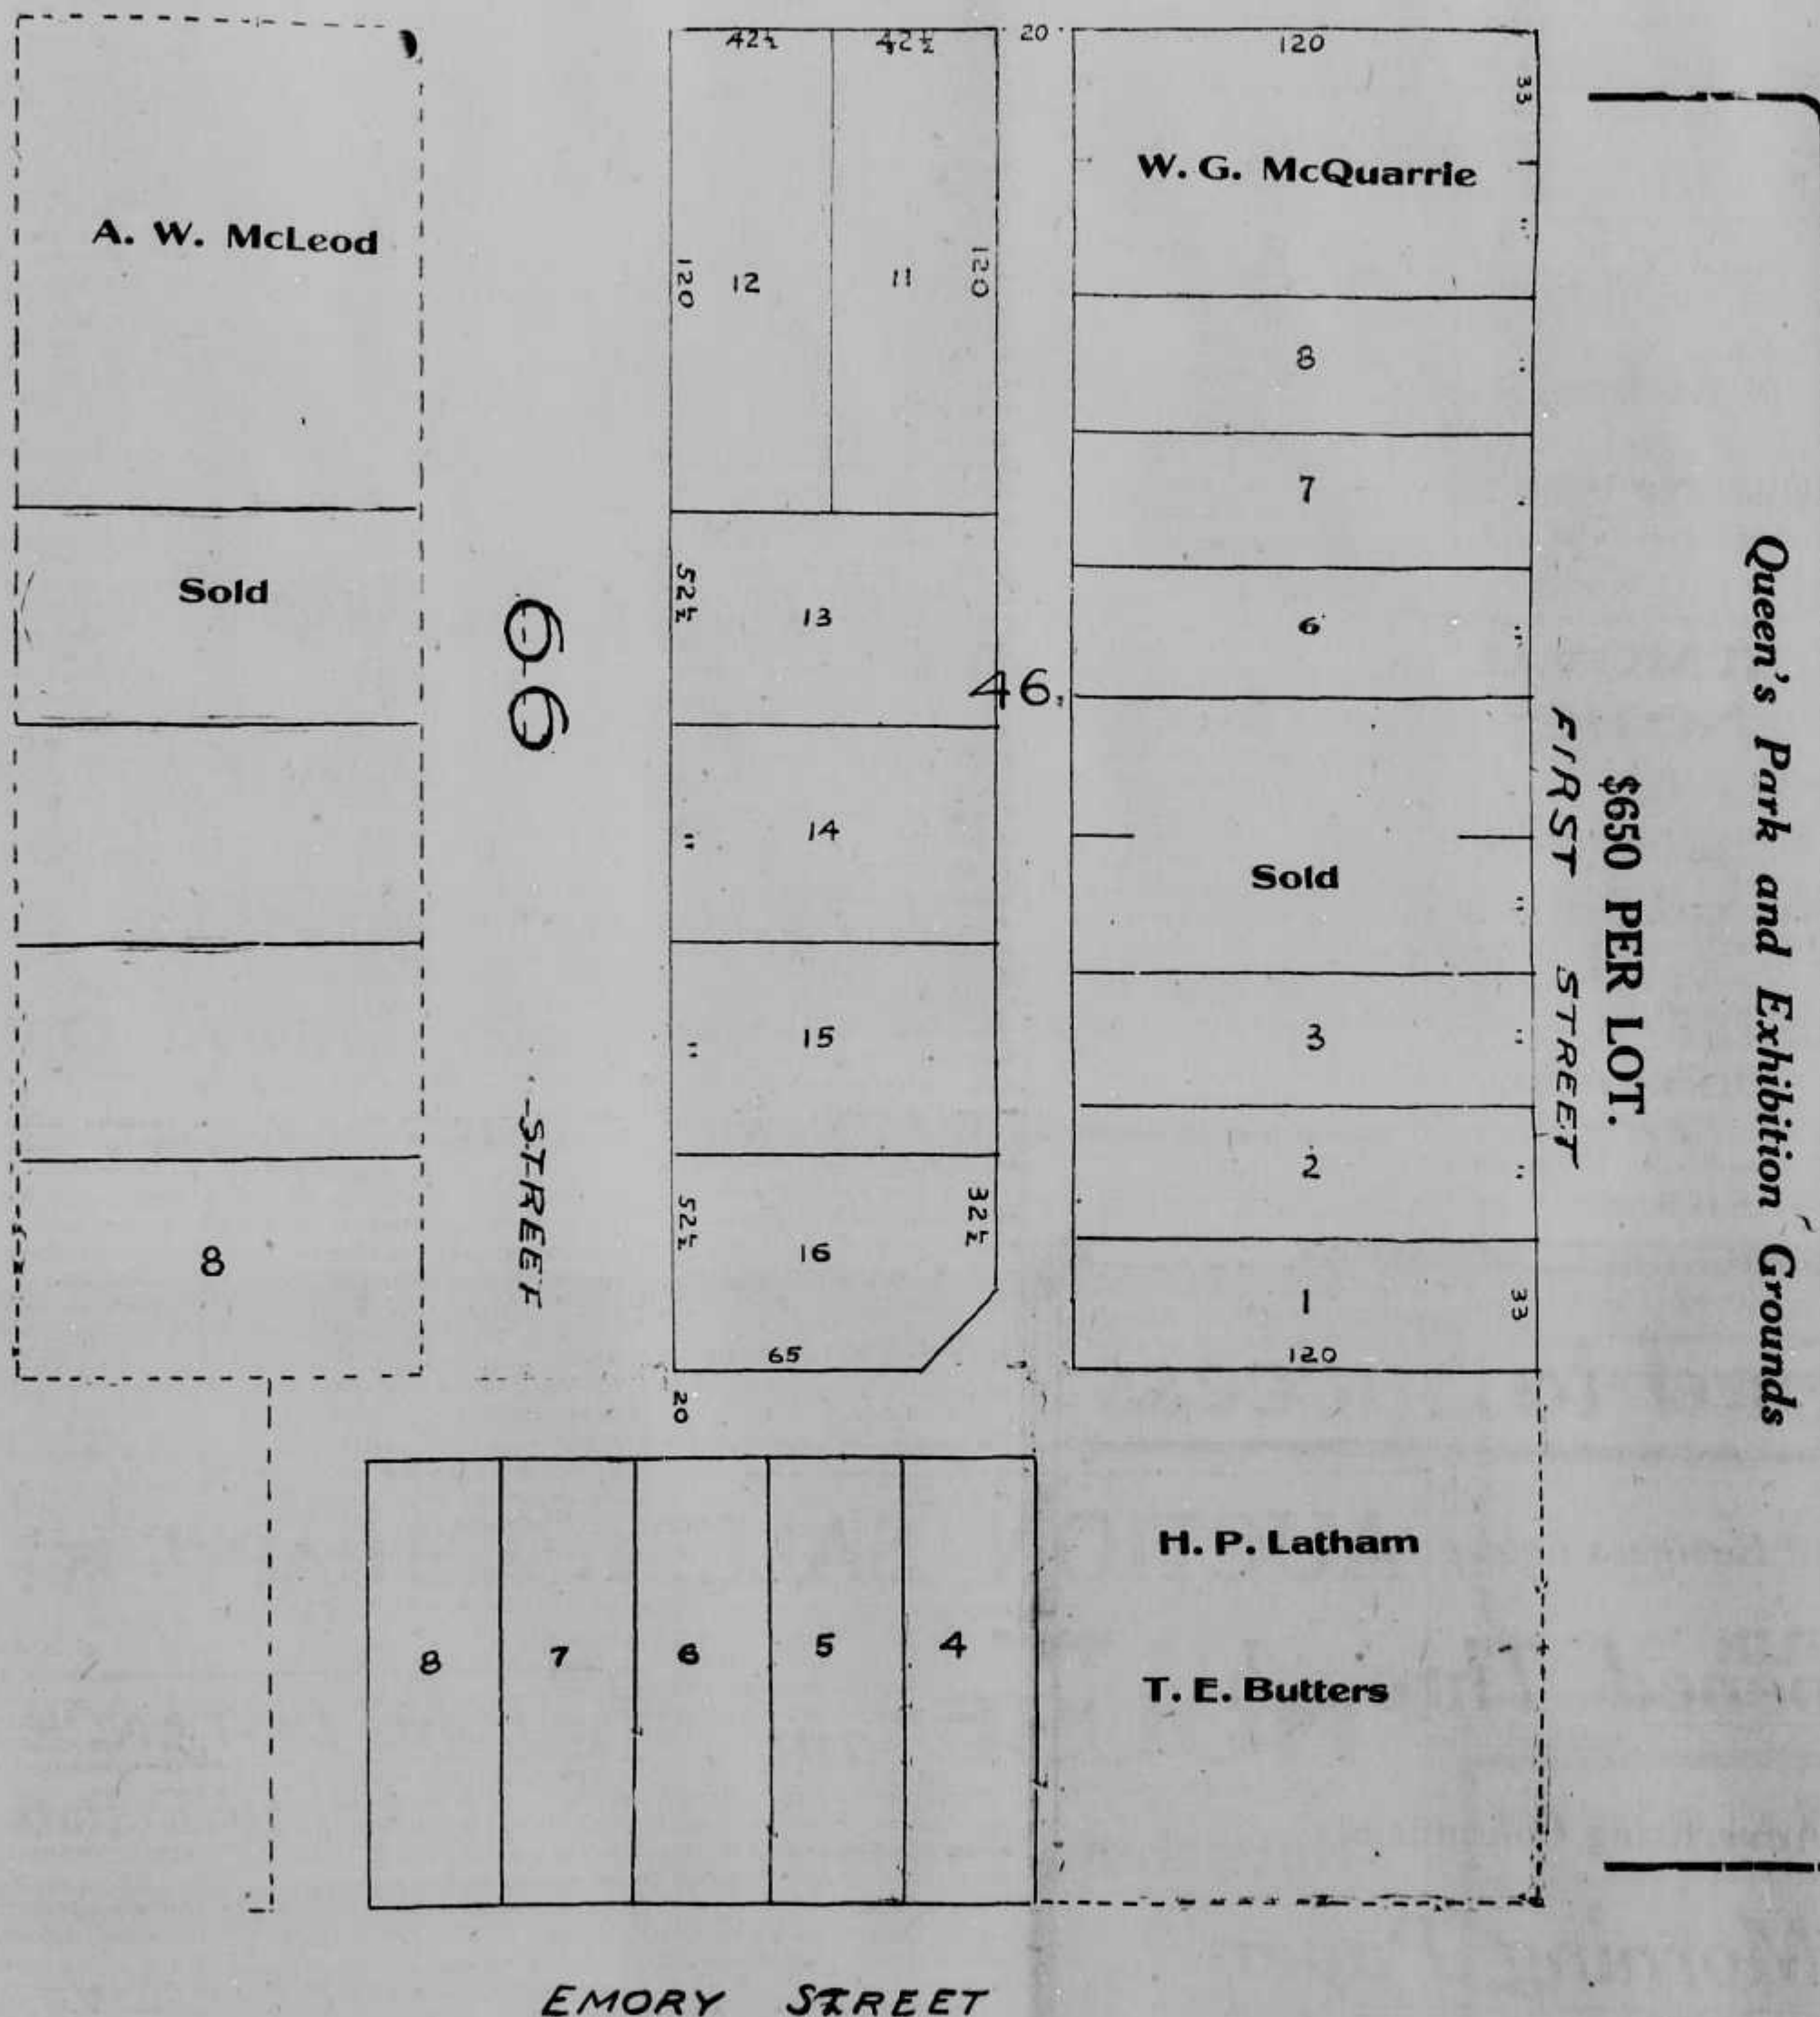 42½ 42½ 20 120
33
W. G. McQuarrie
"
A. W. McLeod
120 12 11 120
8 "
7
Sold
52½ 13
6 "
66
46
14 "
Sold "
FIRST STREET
$650 PER LOT.
Queen's Park and Exhibition Grounds
15 "
3 "
STREET
2 "
52½ 16 32½
8
1 33
65 120
20
H. P. Latham
8 7 6 5 4
T. E. Butters
EMORY STREET